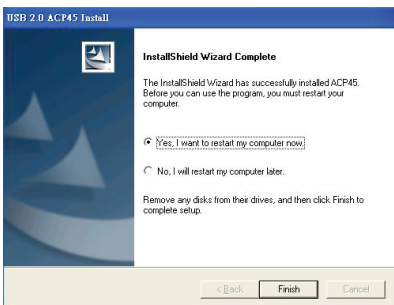 USB 2.0 ACP45 Install
InstallShield Wizard Complete
The InstallShield Wizard has successfully installed ACP45.
Before you can use the program, you must restart your
computer.
Yes, I want to restart my computer now.
No, I will restart my computer later.
Remove any disks from their drives, and then click Finish to
complete setup.
< Back
Finish
Cancel